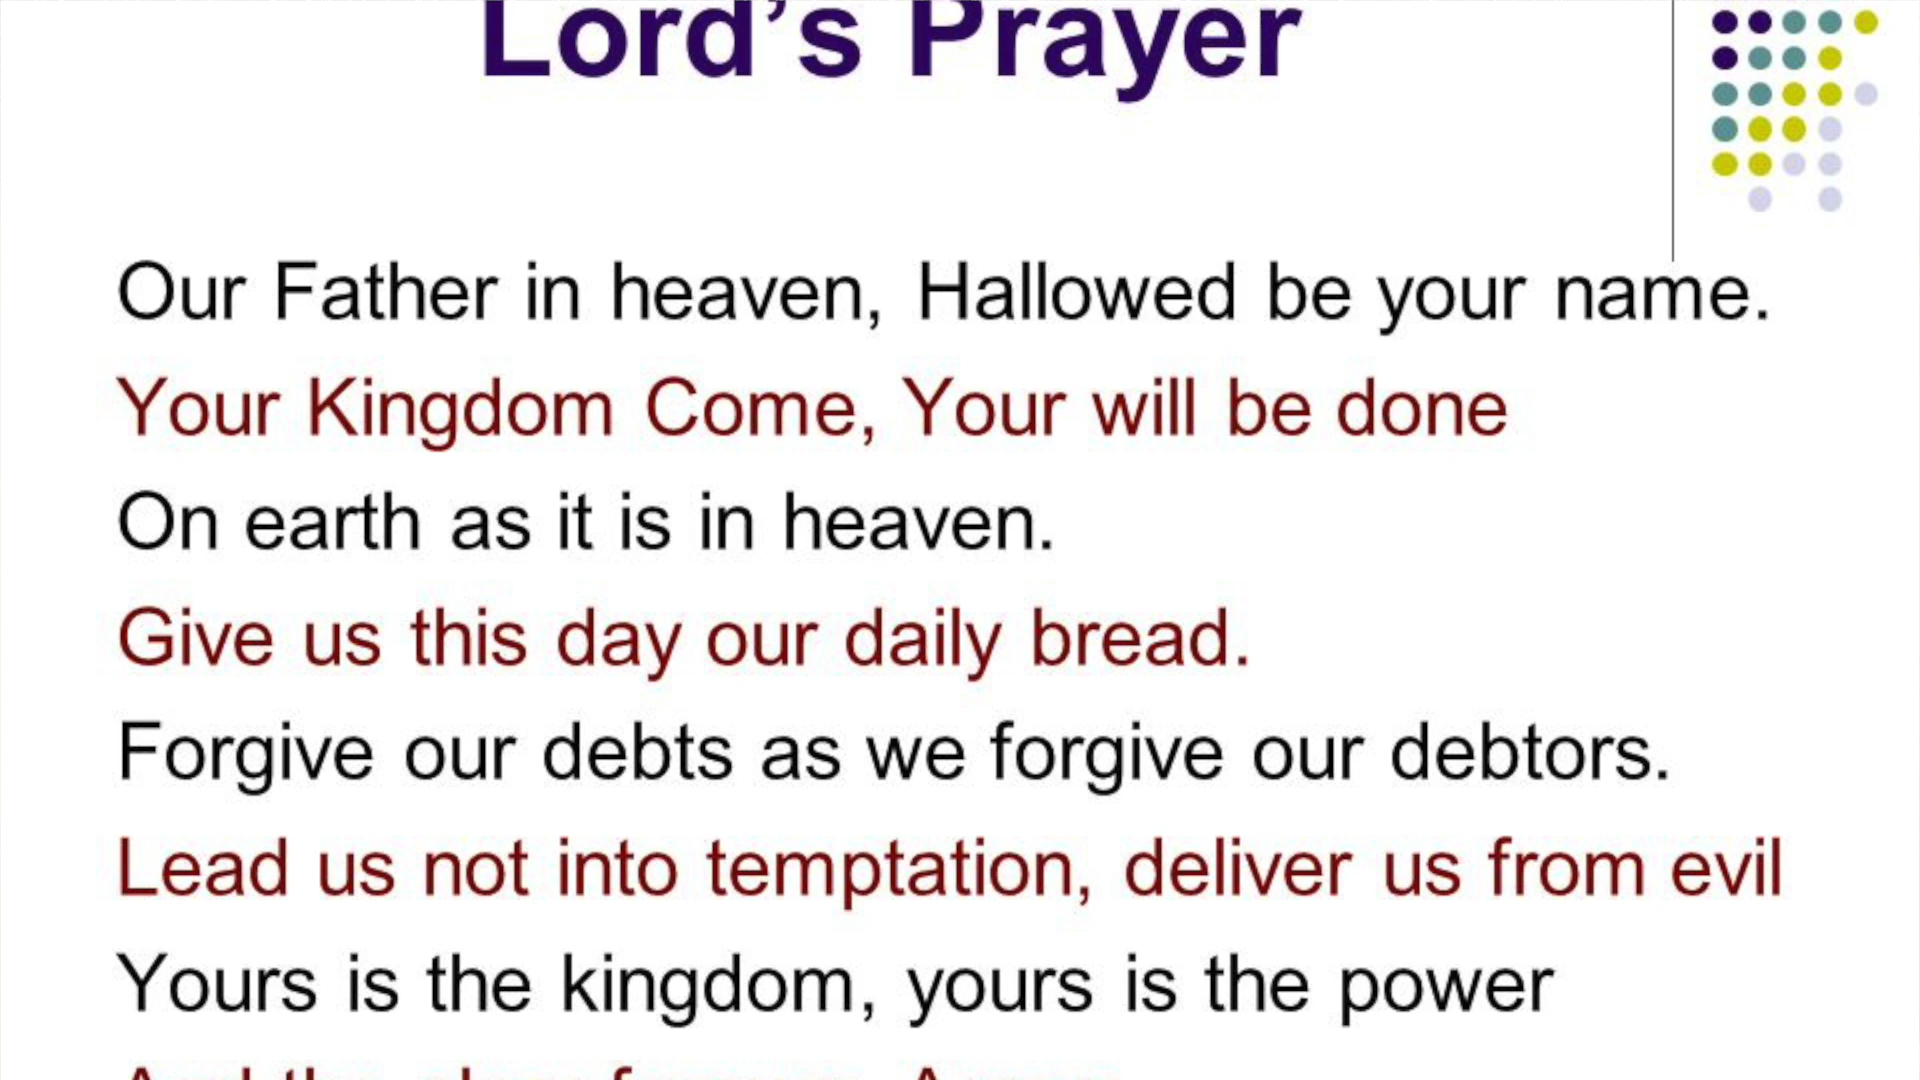 Lord's Prayer
Our Father in heaven, Hallowed be your name.
Your Kingdom Come, Your will be done
On earth as it is in heaven.
Give us this day our daily bread.
Forgive our debts as we forgive our debtors.
Lead us not into temptation, deliver us from evil
Yours is the kingdom, yours is the power